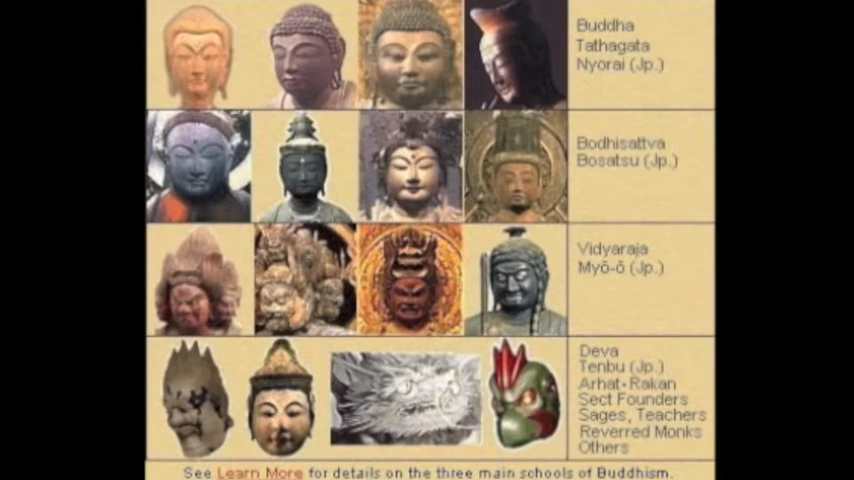 Buddha
Tathagata
Nyorai (Jp.)
Bodhisattva
Bosatsu (Jp.)
Vidyaraja
Myō-ō (Jp.)
Deva
Tenbu (Jp.)
Arhat-Rakan
Sect Founders
Sages, Teachers
Reverred Monks
Others
See Learn More for details on the three main schools of Buddhism.